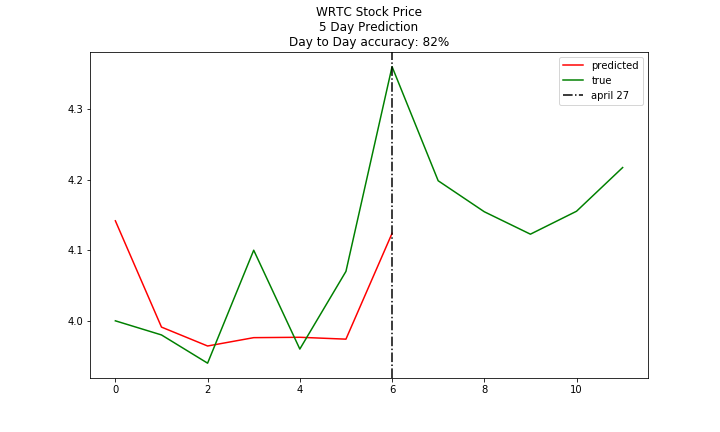 WRTC Stock Price
5 Day Prediction
Day to Day accuracy: 82%
predicted
true
april 27
4.3
4.2
4.1
4.0
0 2 4 6 8 10